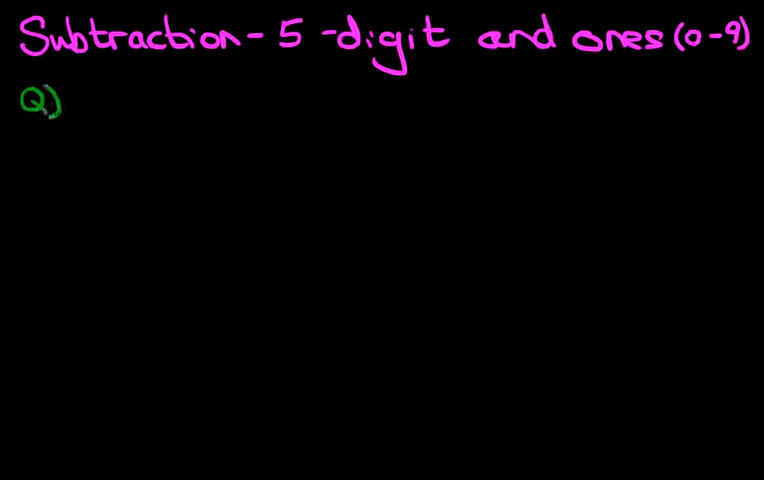 Subtraction - 5 -digit and ones (0-9)
Q)